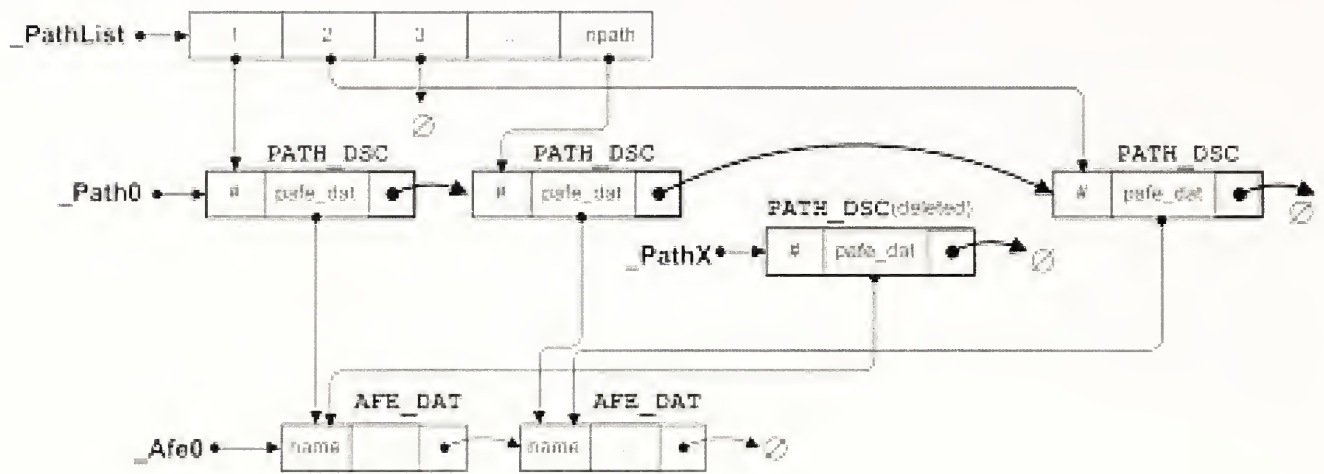 _PathList 1 2 3 .. npath
∅
PATH_DSC PATH_DSC PATH_DSC
_Path0 # pafe_dat # pafe_dat # pafe_dat ∅
PATH_DSC(deleted)
_PathX # pafe_dat ∅
AFE_DAT AFE_DAT
_Afe0 name name ∅